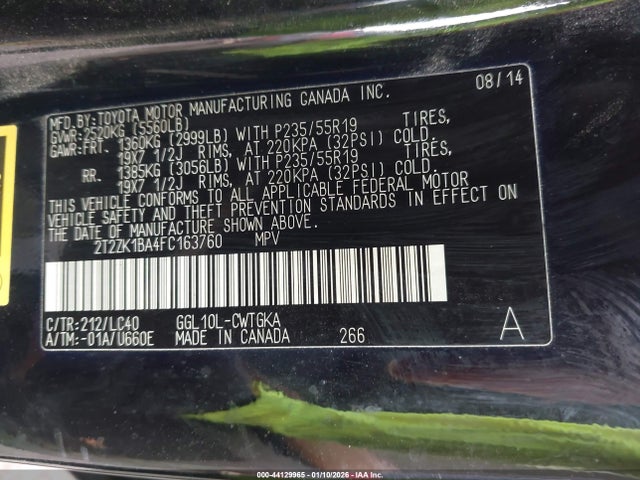 MFD.BY:TOYOTA MOTOR MANUFACTURING CANADA INC. 08/14
GVWR:2520KG (5560LB)
GAWR:FRT. 1360KG (2999LB) WITH P235/55R19 TIRES,
19X7 1/2J RIMS, AT 220KPA (32PSI) COLD.
RR. 1385KG (3056LB) WITH P235/55R19 TIRES,
19X7 1/2J RIMS, AT 220KPA (32PSI) COLD.
THIS VEHICLE CONFORMS TO ALL APPLICABLE FEDERAL MOTOR
VEHICLE SAFETY AND THEFT PREVENTION STANDARDS IN EFFECT ON
THE DATE OF MANUFACTURE SHOWN ABOVE.
2T2ZK1BA4FC163760 MPV
C/TR:212/LC40 GGL10L-CWTGKA
A/TM:-01A/U660E MADE IN CANADA 266 A
000-44129965 - 01/10/2026 - IAAI.com